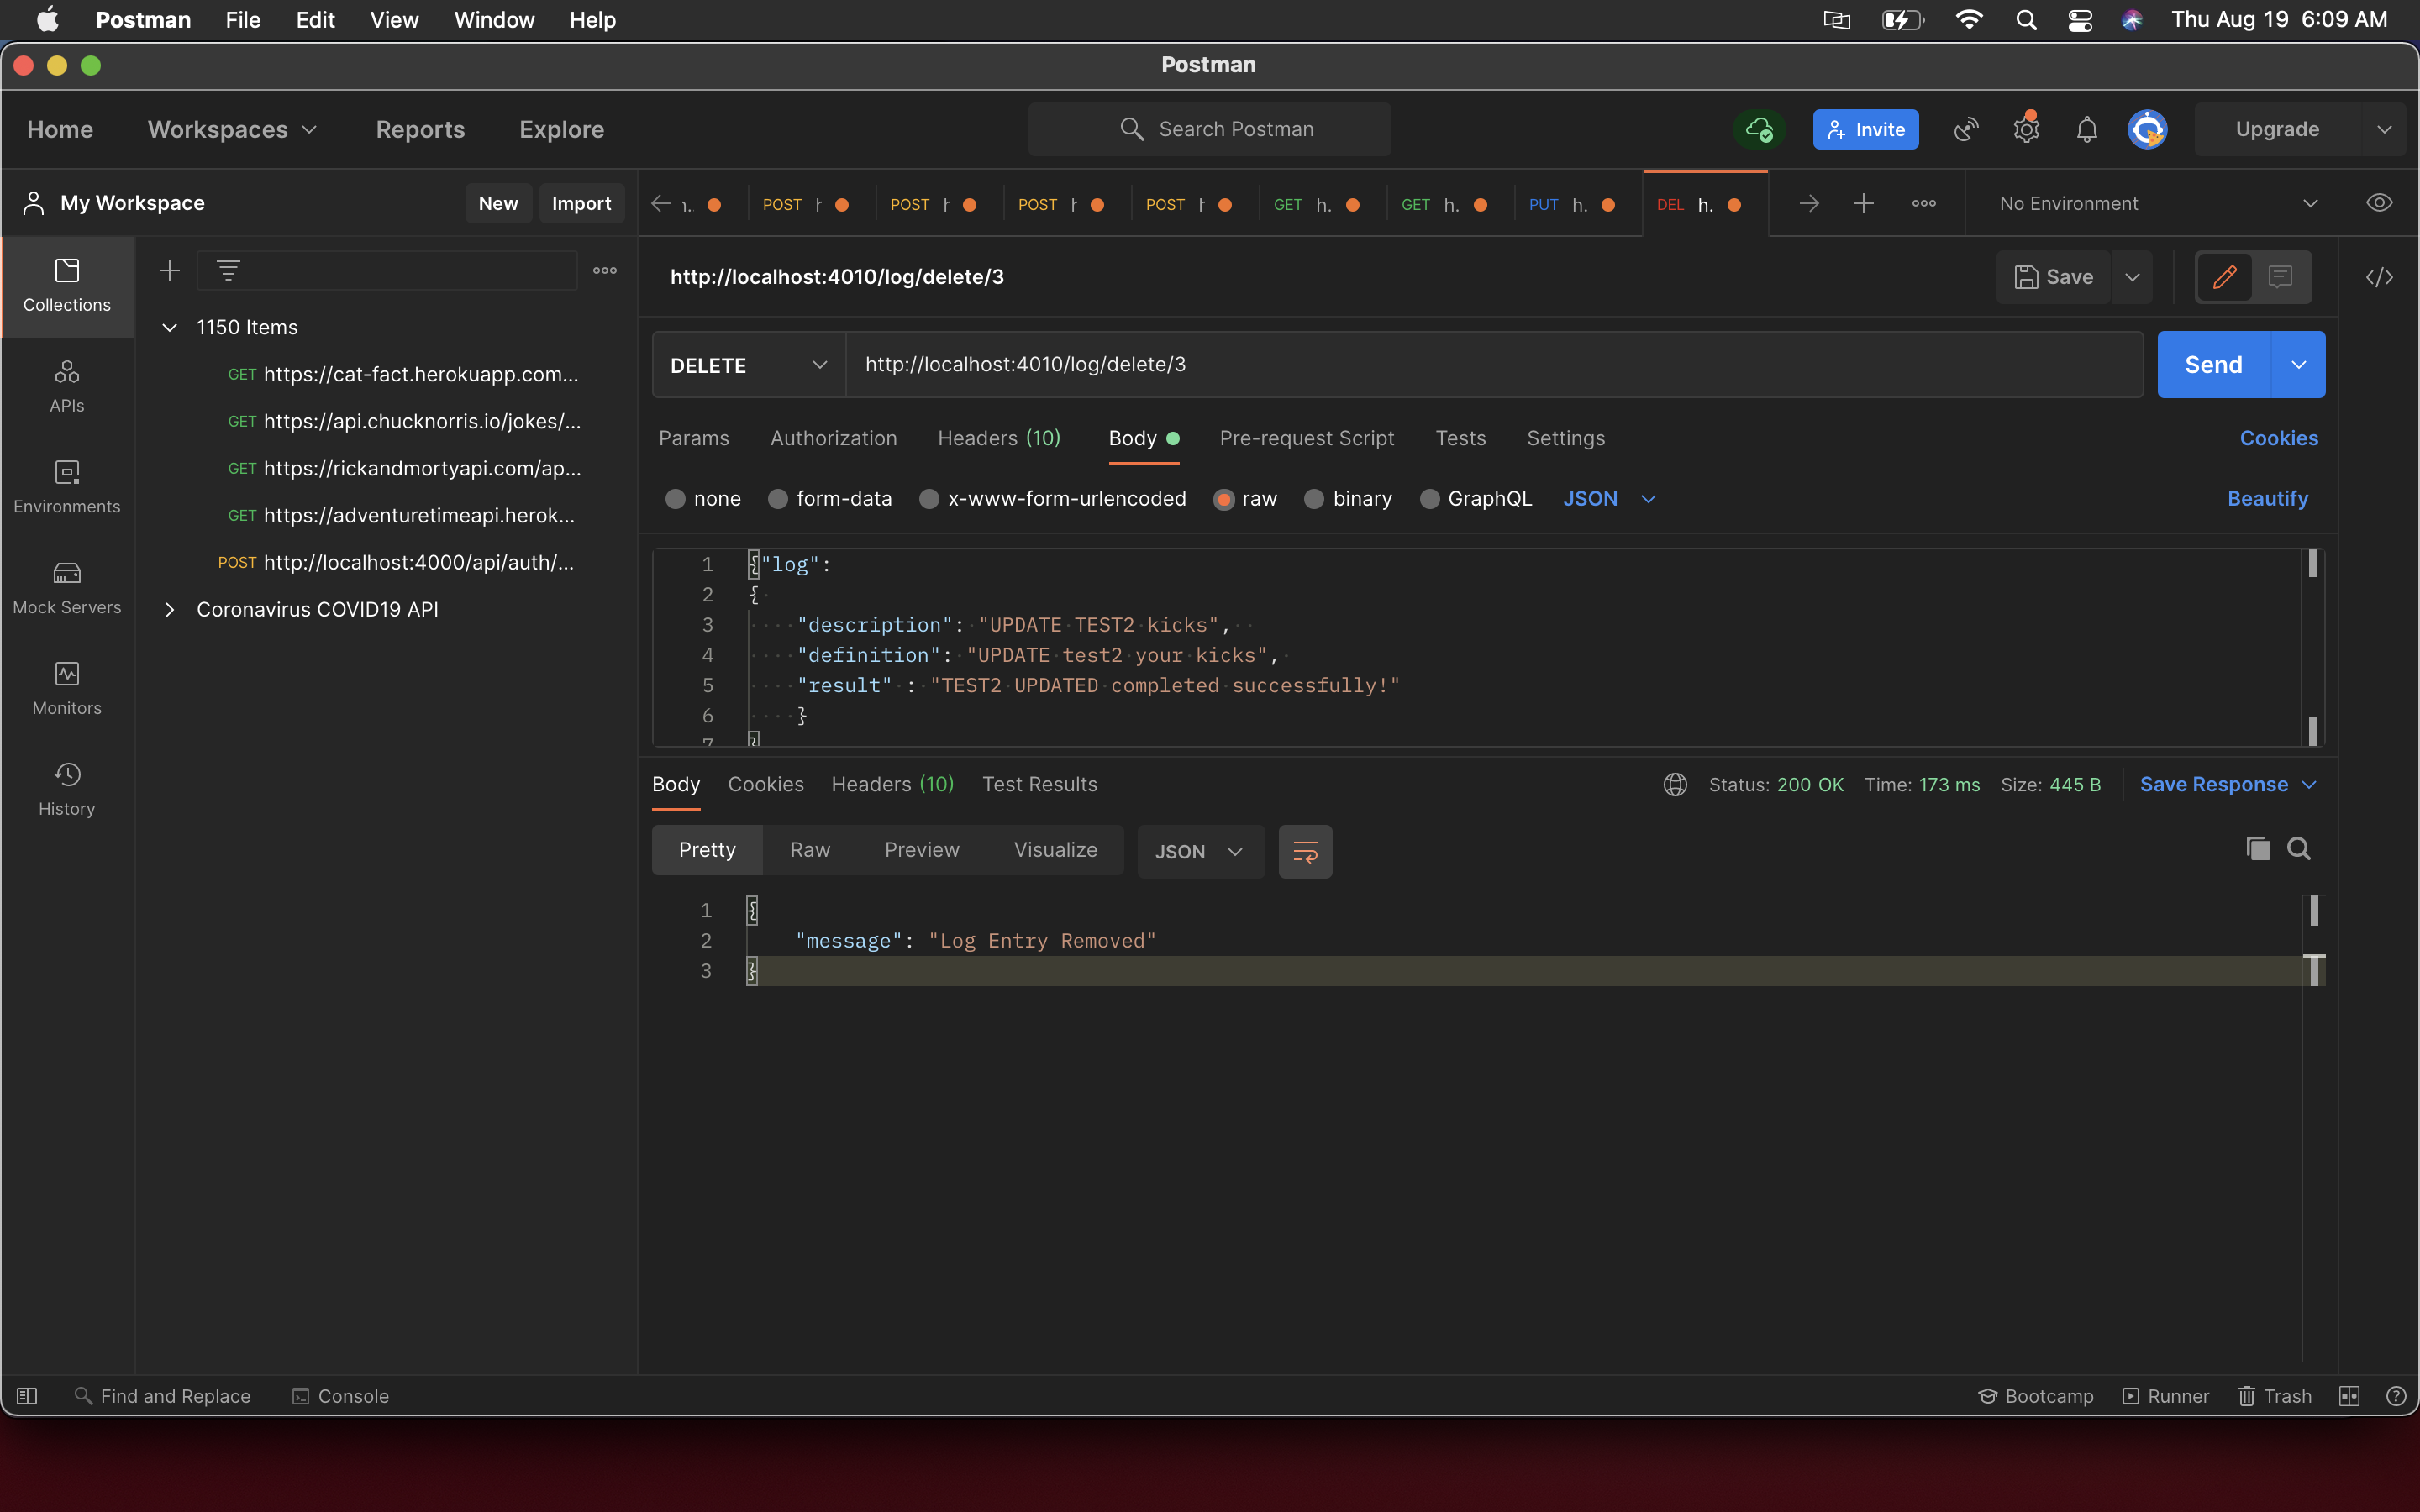 Postman File Edit View Window Help Thu Aug 19 6:09 AM
Postman
Home Workspaces Reports Explore Search Postman Invite Upgrade
My Workspace New Import
POST POST POST POST GET h. GET h. PUT h. DEL h. No Environment
Collections
APIs
Environments
Mock Servers
Monitors
History
1150 Items
GET https://cat-fact.herokuapp.com...
GET https://api.chucknorris.io/jokes/...
GET https://rickandmortyapi.com/ap...
GET https://adventuretimeapi.herok...
POST http://localhost:4000/api/auth/...
Coronavirus COVID19 API
http://localhost:4010/log/delete/3 Save
DELETE http://localhost:4010/log/delete/3 Send
Params Authorization Headers (10) Body Pre-request Script Tests Settings Cookies
none form-data x-www-form-urlencoded raw binary GraphQL JSON Beautify
1 {"log":
2 {
3 "description": "UPDATE TEST2 kicks",
4 "definition": "UPDATE test2 your kicks",
5 "result" : "TEST2 UPDATED completed successfully!"
6 }
7 }
Body Cookies Headers (10) Test Results Status: 200 OK Time: 173 ms Size: 445 B Save Response
Pretty Raw Preview Visualize JSON
1 {
2 "message": "Log Entry Removed"
3 }
Find and Replace Console Bootcamp Runner Trash